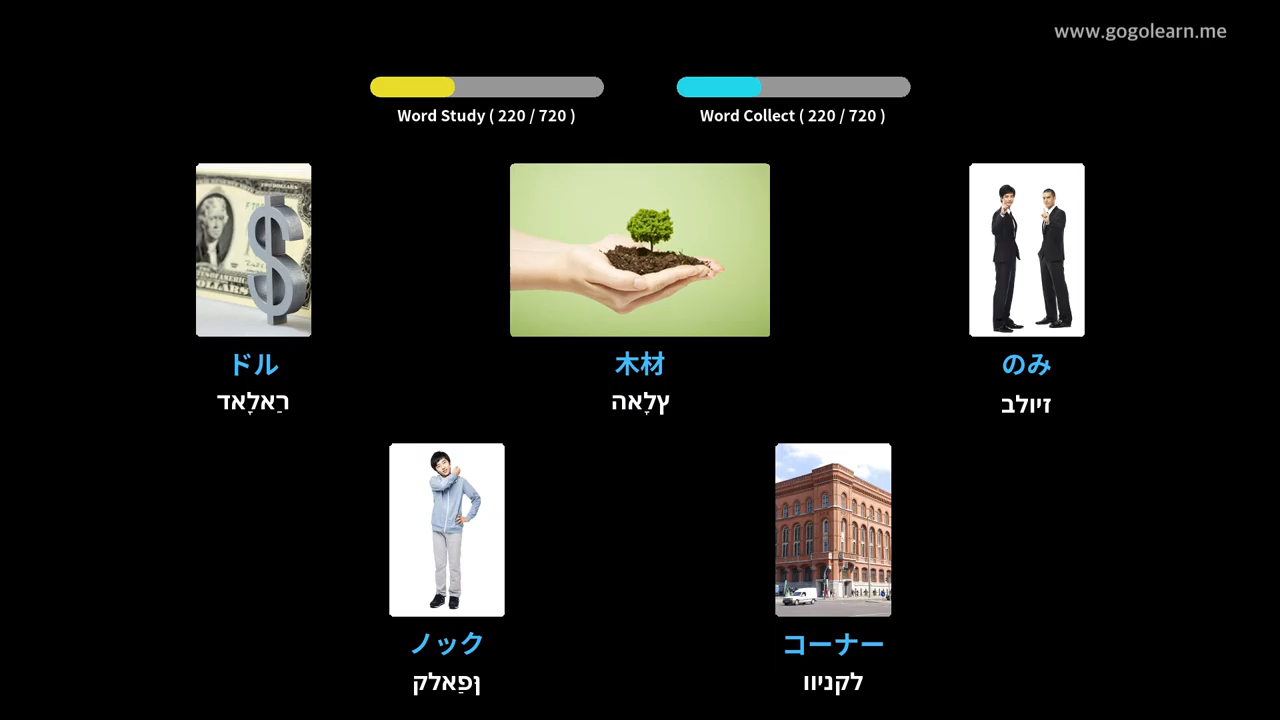 www.gogolearn.me
Word Study ( 220 / 720 )
Word Collect ( 220 / 720 )
ドル
רַאלָאד
木材
ץלָאה
のみ
זיולב
ノック
ןּפַאלק
コーナー
לקניוו